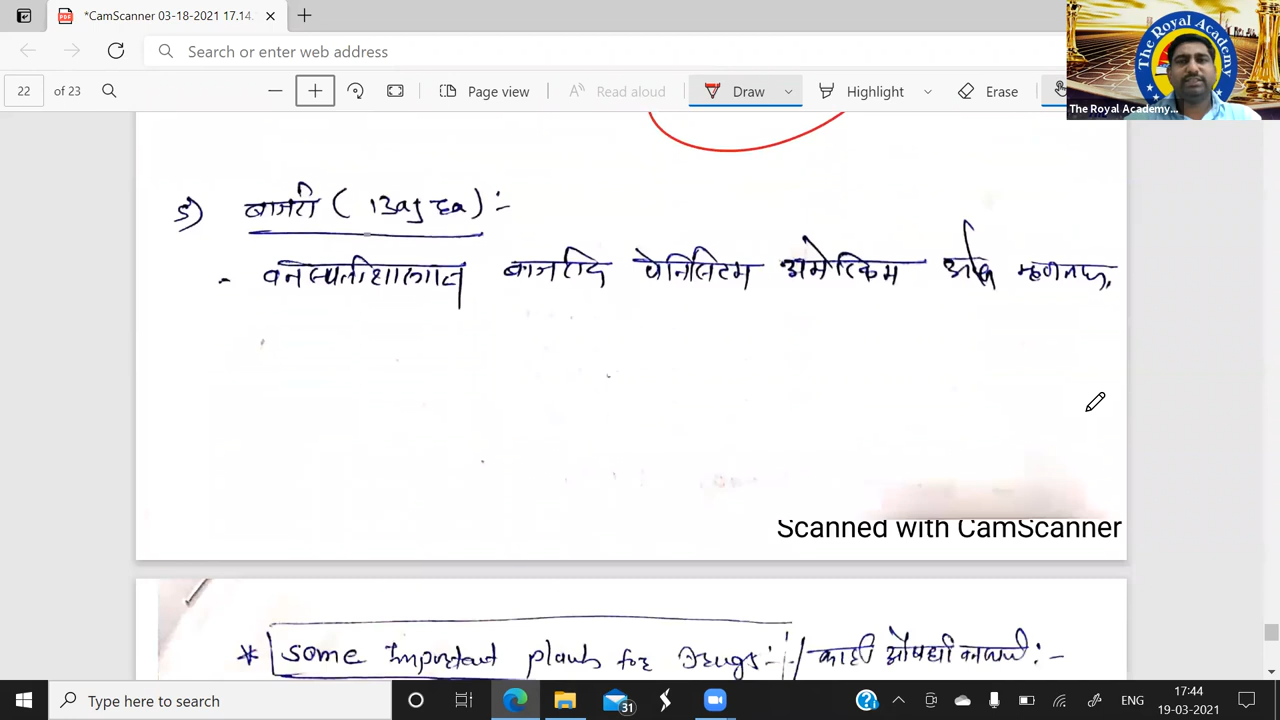 *CamScanner 03-18-2021 17.14.
Search or enter web address
22 of 23
Page view
Read aloud
Draw
Highlight
Erase
The Royal Academy
The Royal Academy...
5) बाजरी ( Bajra ) :-
- वनस्पतीशास्त्रात बाजरीला पेनिसिटम अमेरिकिम असे म्हणतात.
Scanned with CamScanner
* Some Important plants for Drugs :- / काही औषधी वनस्पती :-
Type here to search
31
ENG
17:44
19-03-2021
1